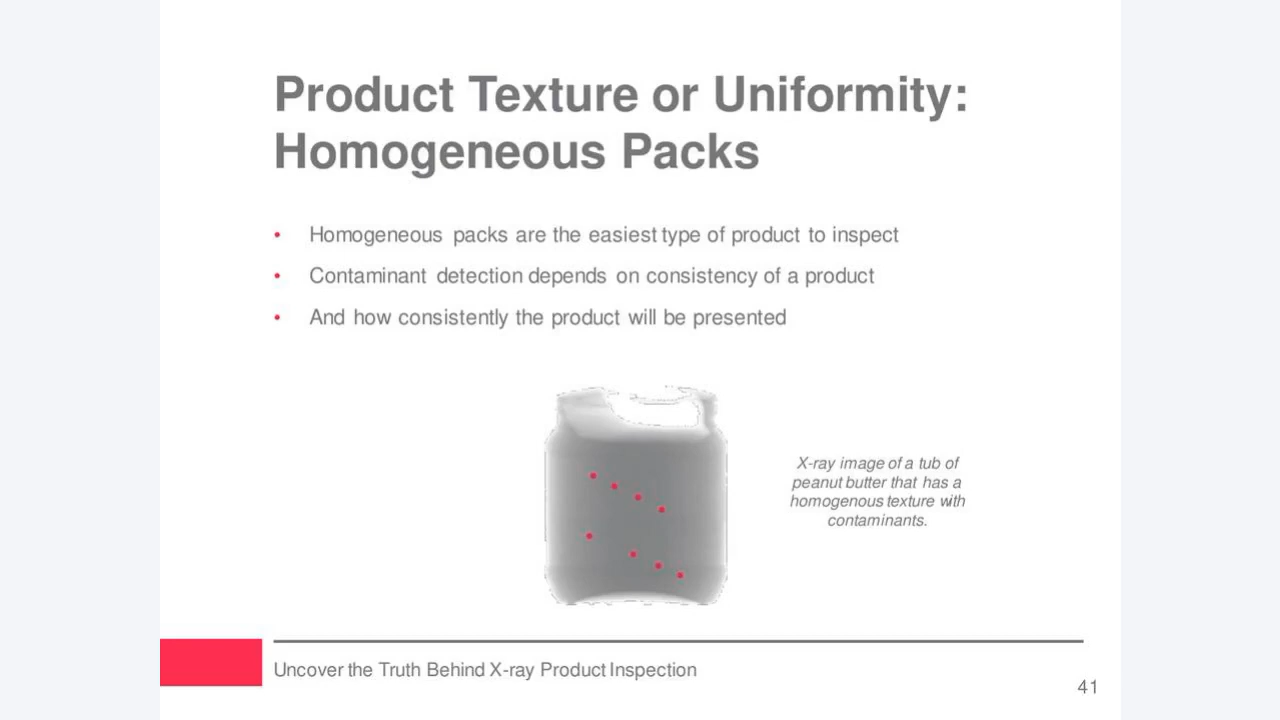 Product Texture or Uniformity:
Homogeneous Packs
• Homogeneous packs are the easiest type of product to inspect
• Contaminant detection depends on consistency of a product
• And how consistently the product will be presented
X-ray image of a tub of
peanut butter that has a
homogenous texture with
contaminants.
Uncover the Truth Behind X-ray Product Inspection
41